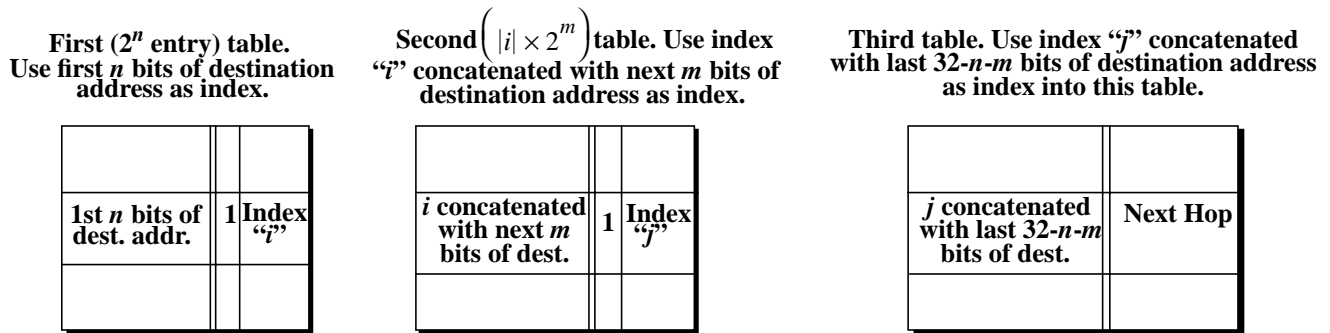 First (2^n entry) table.
Use first n bits of destination
address as index.
Second ( |i| × 2^m ) table. Use index
“i” concatenated with next m bits of
destination address as index.
Third table. Use index “j” concatenated
with last 32-n-m bits of destination address
as index into this table.
1st n bits of
dest. addr.
1
Index
“i”
i concatenated
with next m
bits of dest.
1
Index
“j”
j concatenated
with last 32-n-m
bits of dest.
Next Hop